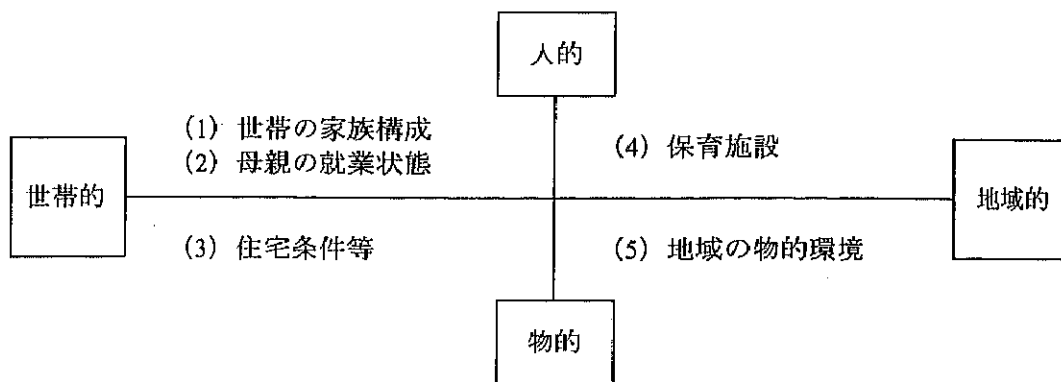 人的
(1) 世帯の家族構成
(2) 母親の就業状態
(4) 保育施設
世帯的
地域的
(3) 住宅条件等
(5) 地域の物的環境
物的